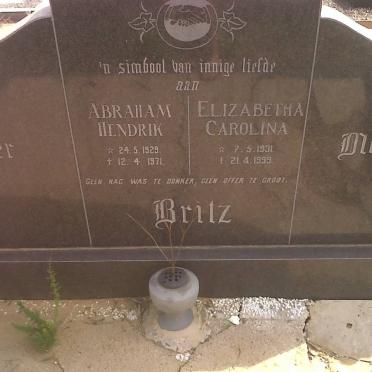 'n simbool van innige liefde
aan
ABRAHAM
HENDRIK
☆ 24.5.1929.
† 12.4.1971.
ELIZABETHA
CAROLINA
☆ 7.5.1931.
† 21.4.1999.
GEEN NAG WAS TE DONKER, GEEN OFFER TE GROOT.
Britz